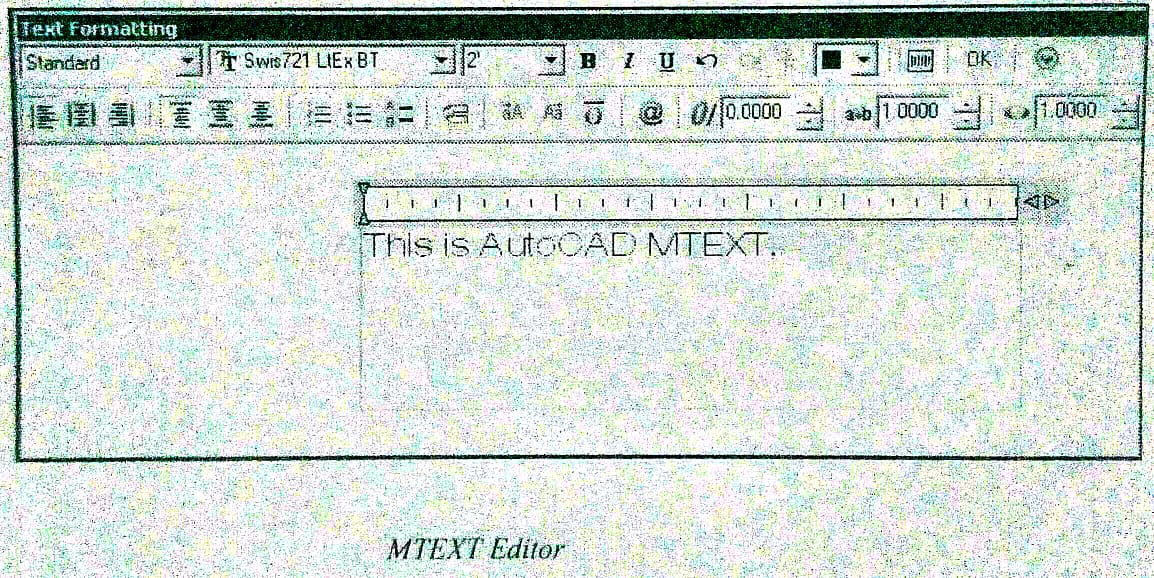 Text Formatting
Standard Swis721 LtEx BT 2' B I U OK
@ 0/ 0.0000 a+b 1.0000 1.0000
This is AutoCAD MTEXT.
MTEXT Editor